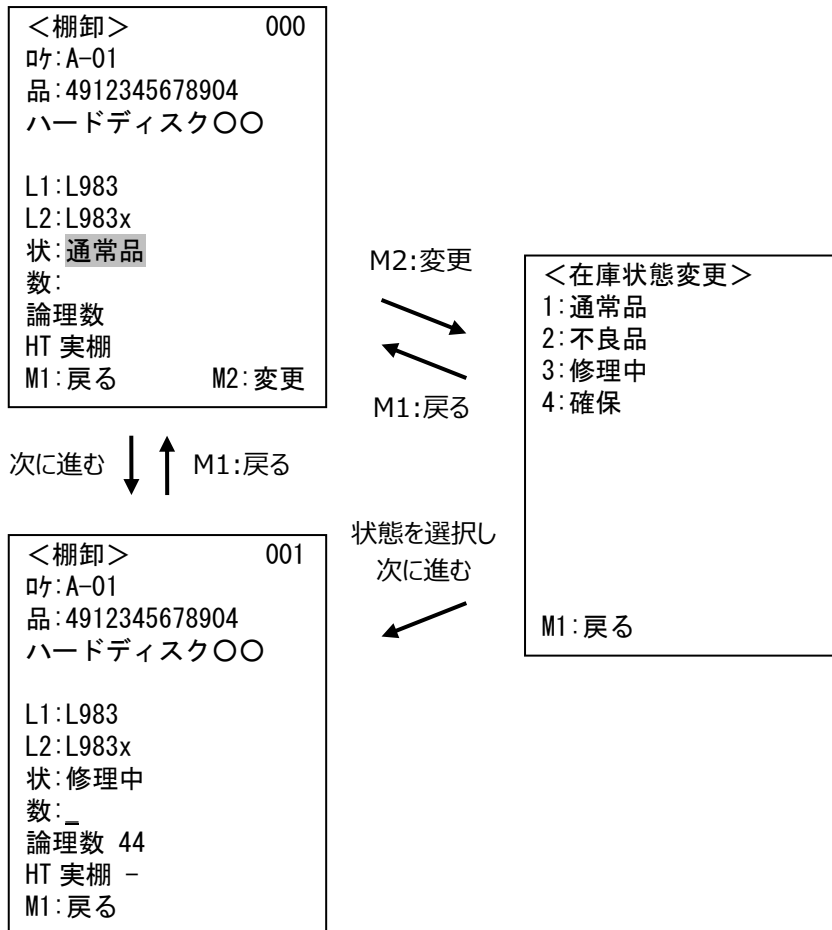 ＜棚卸＞ 000
ﾛｹ:A-01
品:4912345678904
ハードディスク〇〇
L1:L983
L2:L983x
状:通常品
数:
論理数
HT 実棚
M1:戻る M2:変更
M2:変更
M1:戻る
＜在庫状態変更＞
1:通常品
2:不良品
3:修理中
4:確保
M1:戻る
次に進む
M1:戻る
状態を選択し
次に進む
＜棚卸＞ 001
ﾛｹ:A-01
品:4912345678904
ハードディスク〇〇
L1:L983
L2:L983x
状:修理中
数:_
論理数 44
HT 実棚 -
M1:戻る